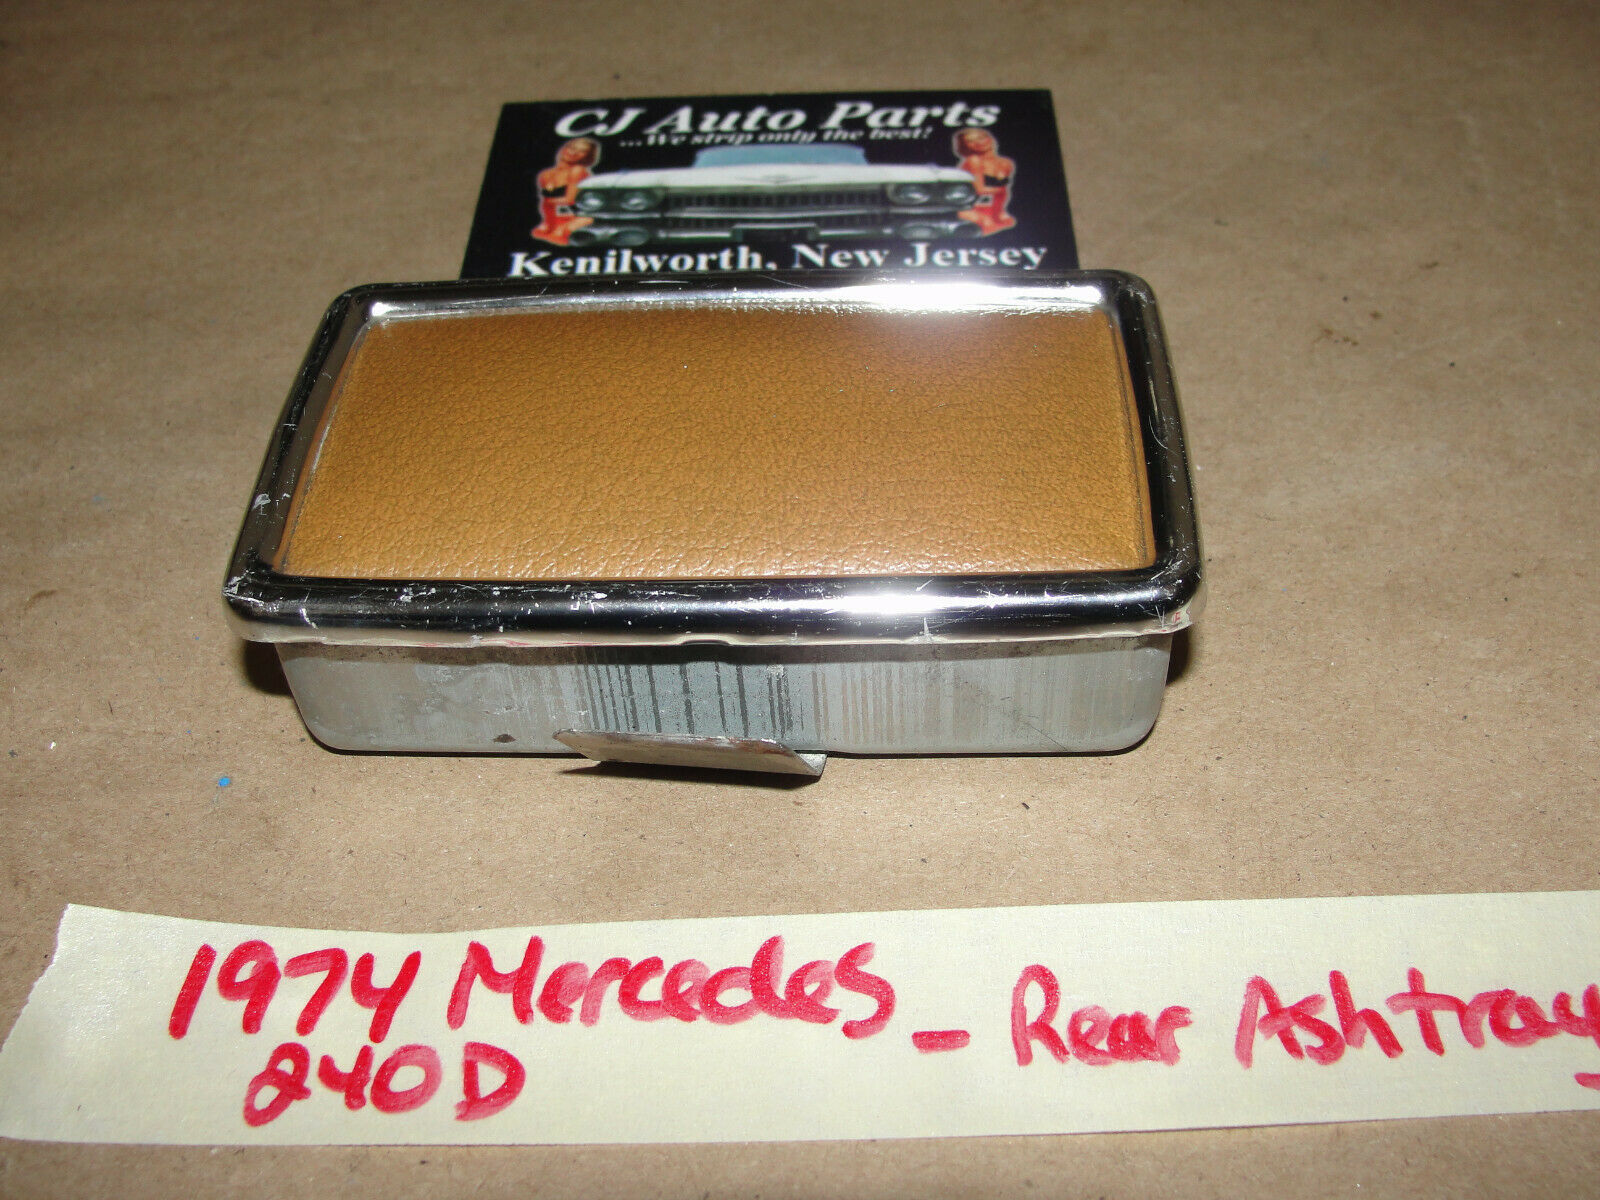 CJ Auto Parts
...We strip only the best!
Kenilworth, New Jersey
1974 Mercedes - Rear Ashtray
240D